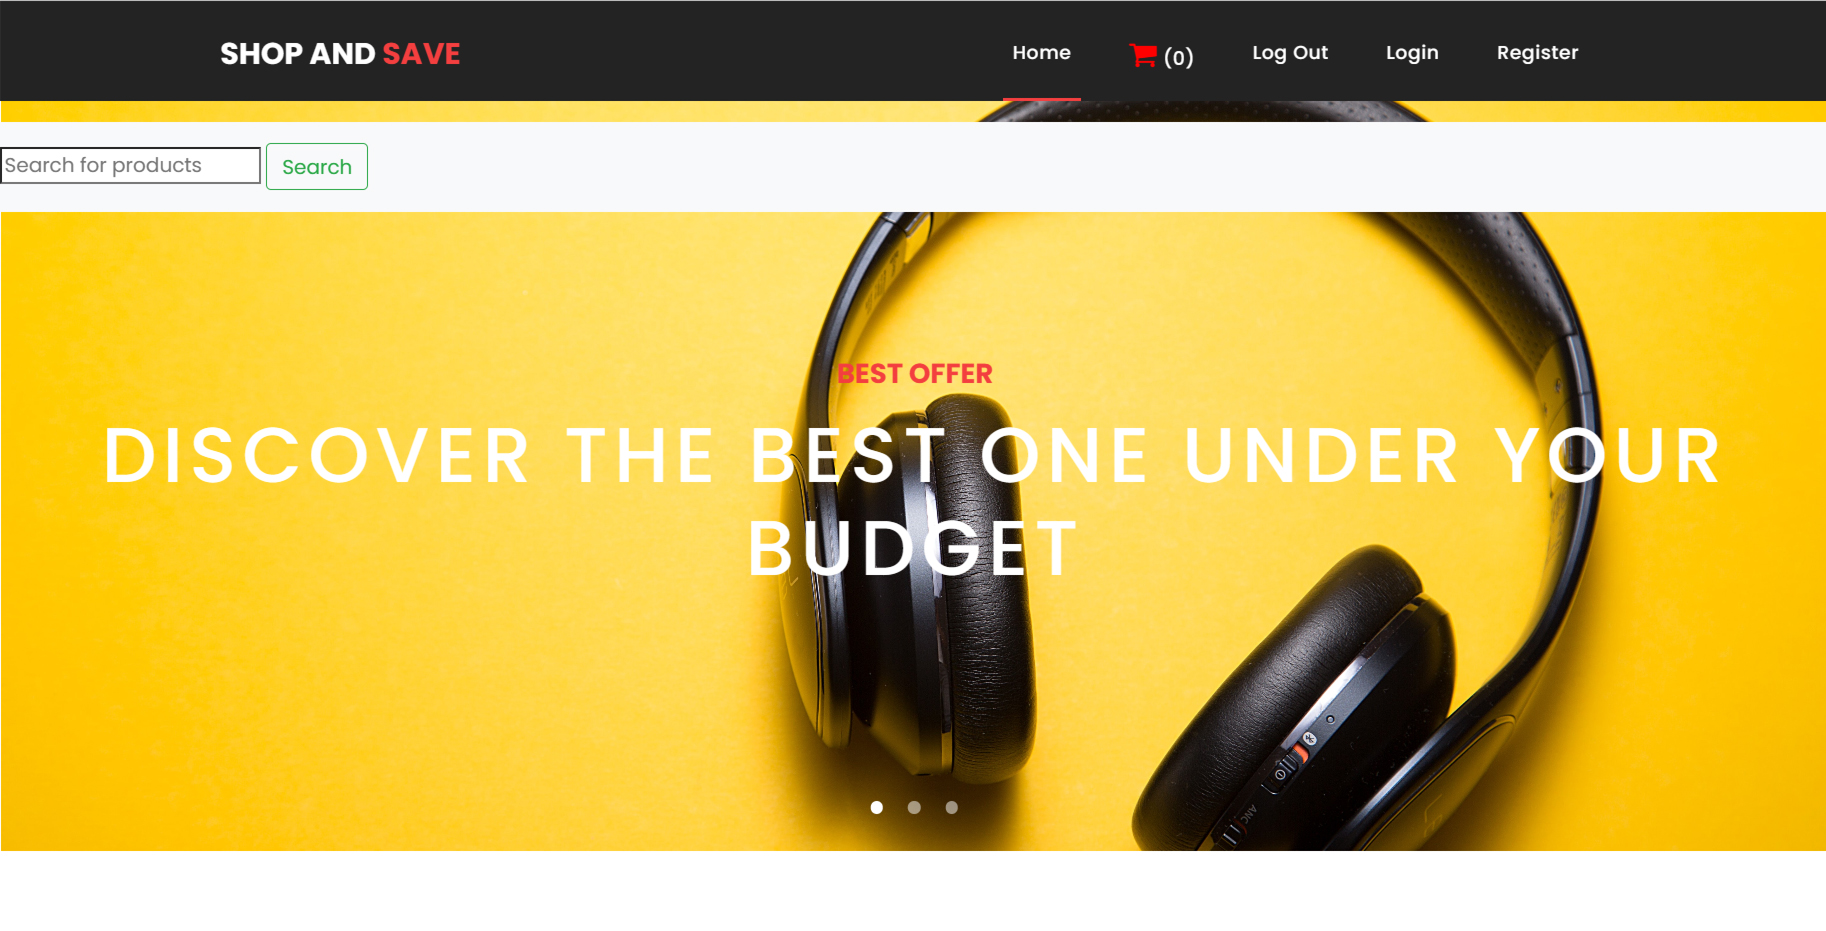 SHOP AND SAVE
Home
(0)
Log Out
Login
Register
Search for products
Search
BEST OFFER
DISCOVER THE BEST ONE UNDER YOUR
BUDGET
ANC